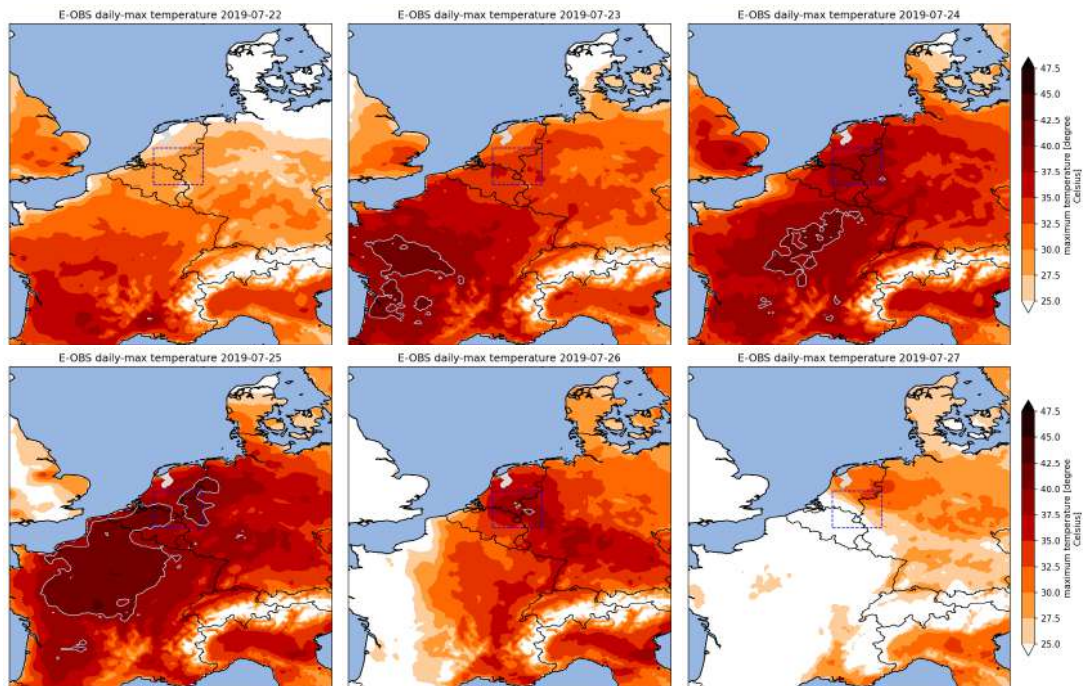 E-OBS daily-max temperature 2019-07-22
E-OBS daily-max temperature 2019-07-23
E-OBS daily-max temperature 2019-07-24
47.5
45.0
42.5
40.0
37.5
35.0
32.5
30.0
27.5
25.0
maximum temperature [degree
Celsius]
E-OBS daily-max temperature 2019-07-25
E-OBS daily-max temperature 2019-07-26
E-OBS daily-max temperature 2019-07-27
47.5
45.0
42.5
40.0
37.5
35.0
32.5
30.0
27.5
25.0
maximum temperature [degree
Celsius]